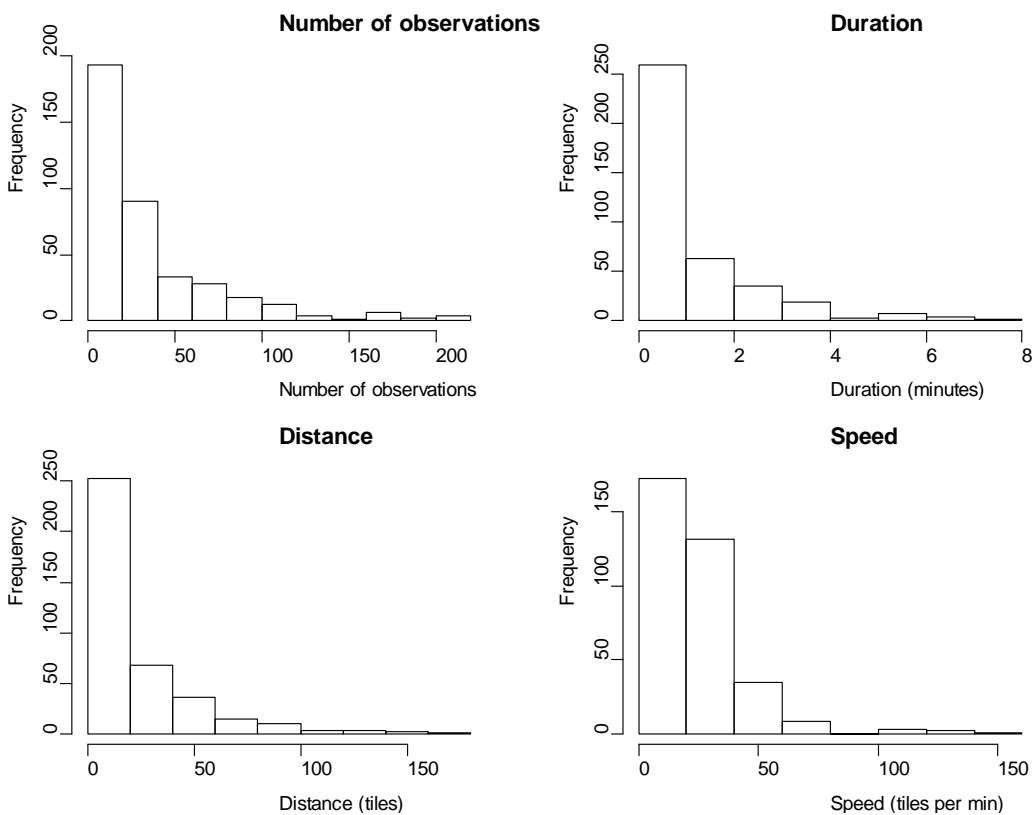 Number of observations
Frequency
0 50 100 150 200
0 50 100 150 200
Number of observations
Duration
Frequency
0 50 100 150 200 250
0 2 4 6 8
Duration (minutes)
Distance
Frequency
0 50 100 150 200 250
0 50 100 150
Distance (tiles)
Speed
Frequency
0 50 100 150
0 50 100 150
Speed (tiles per min)